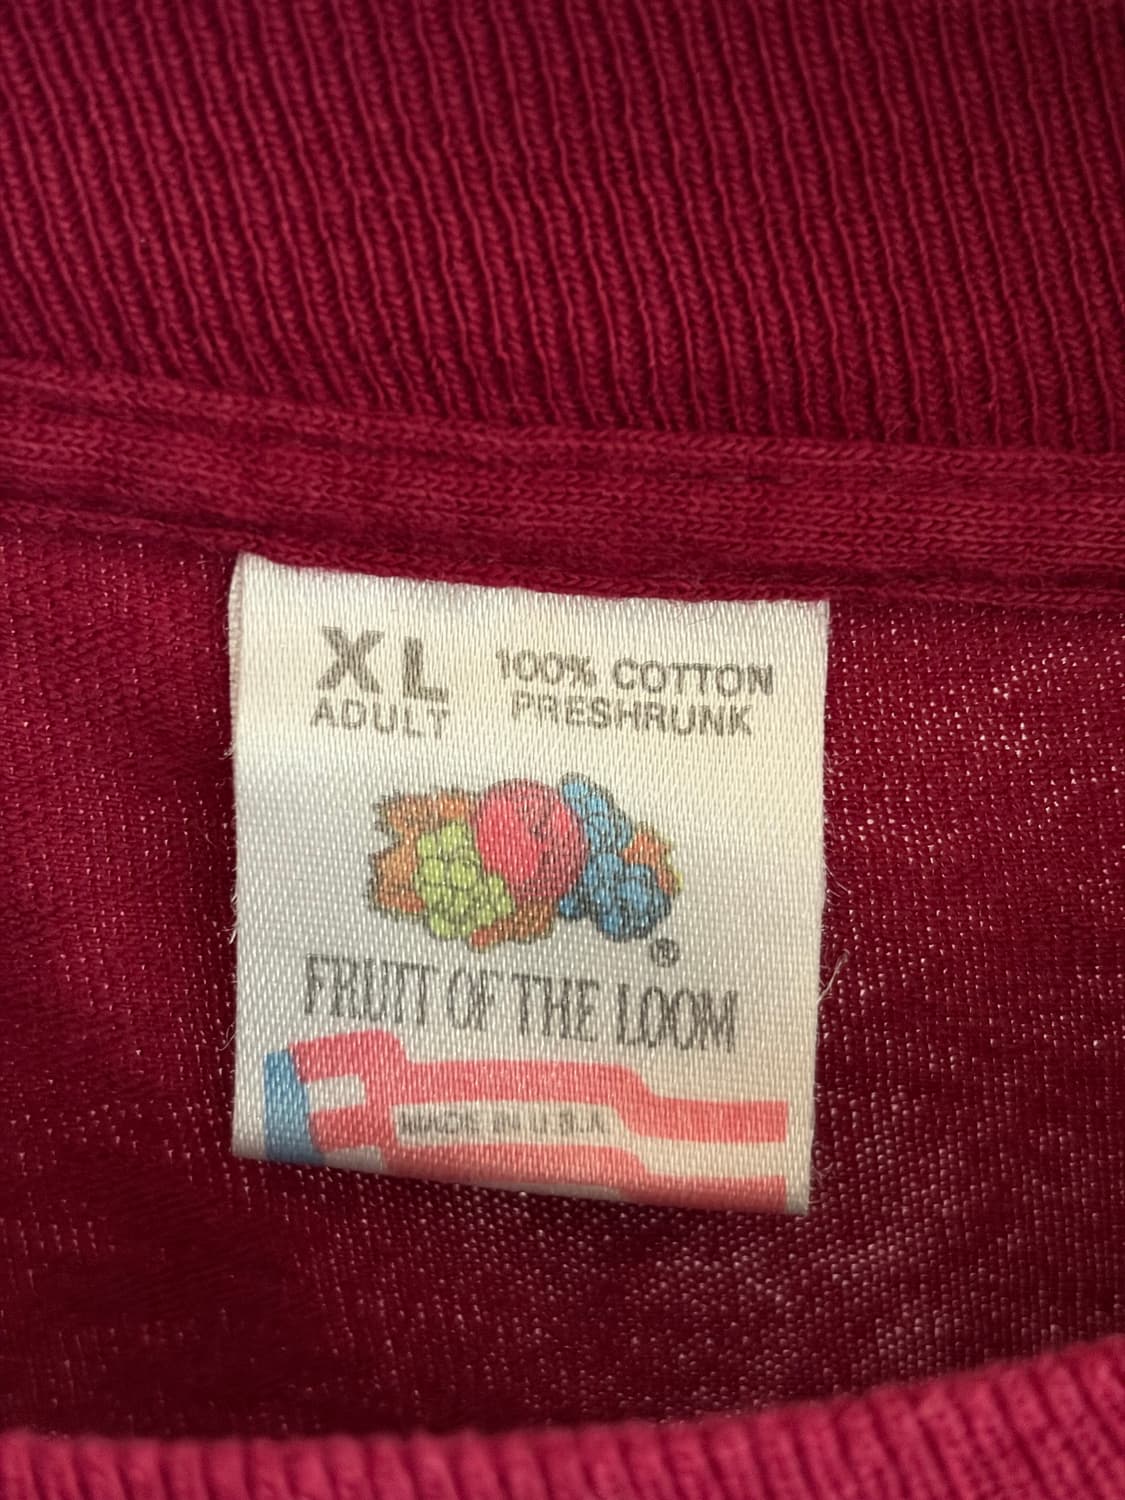 XL
ADULT
100% COTTON
PRESHRUNK
®
FRUIT OF THE LOOM
MADE IN U.S.A